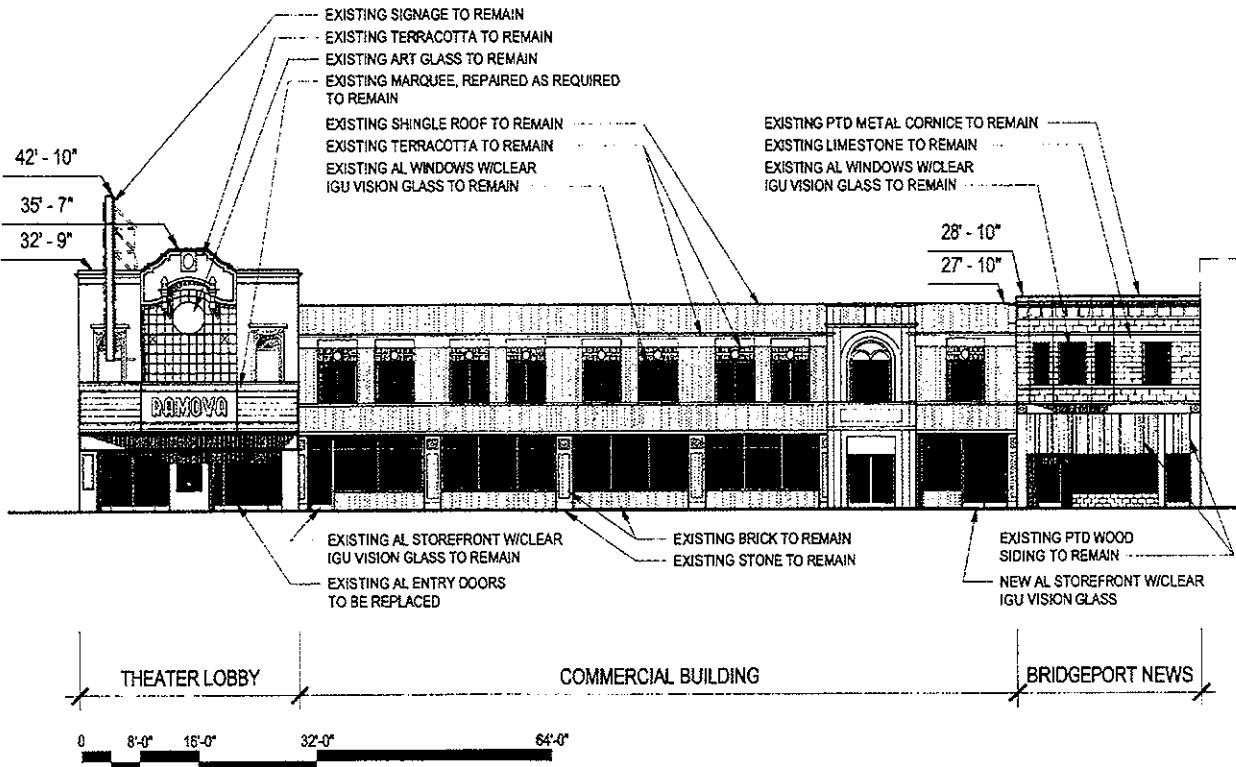 EXISTING SIGNAGE TO REMAIN
EXISTING TERRACOTTA TO REMAIN
EXISTING ART GLASS TO REMAIN
EXISTING MARQUEE, REPAIRED AS REQUIRED
TO REMAIN
EXISTING SHINGLE ROOF TO REMAIN
EXISTING TERRACOTTA TO REMAIN
EXISTING AL WINDOWS W/CLEAR
IGU VISION GLASS TO REMAIN
EXISTING PTD METAL CORNICE TO REMAIN
EXISTING LIMESTONE TO REMAIN
EXISTING AL WINDOWS W/CLEAR
IGU VISION GLASS TO REMAIN
42' - 10"
35' - 7"
32' - 9"
28' - 10"
27' - 10"
RAMOVA
EXISTING AL STOREFRONT W/CLEAR
IGU VISION GLASS TO REMAIN
EXISTING AL ENTRY DOORS
TO BE REPLACED
EXISTING BRICK TO REMAIN
EXISTING STONE TO REMAIN
EXISTING PTD WOOD
SIDING TO REMAIN
NEW AL STOREFRONT W/CLEAR
IGU VISION GLASS
THEATER LOBBY
COMMERCIAL BUILDING
BRIDGEPORT NEWS
0 8'-0" 16'-0" 32'-0" 64'-0"